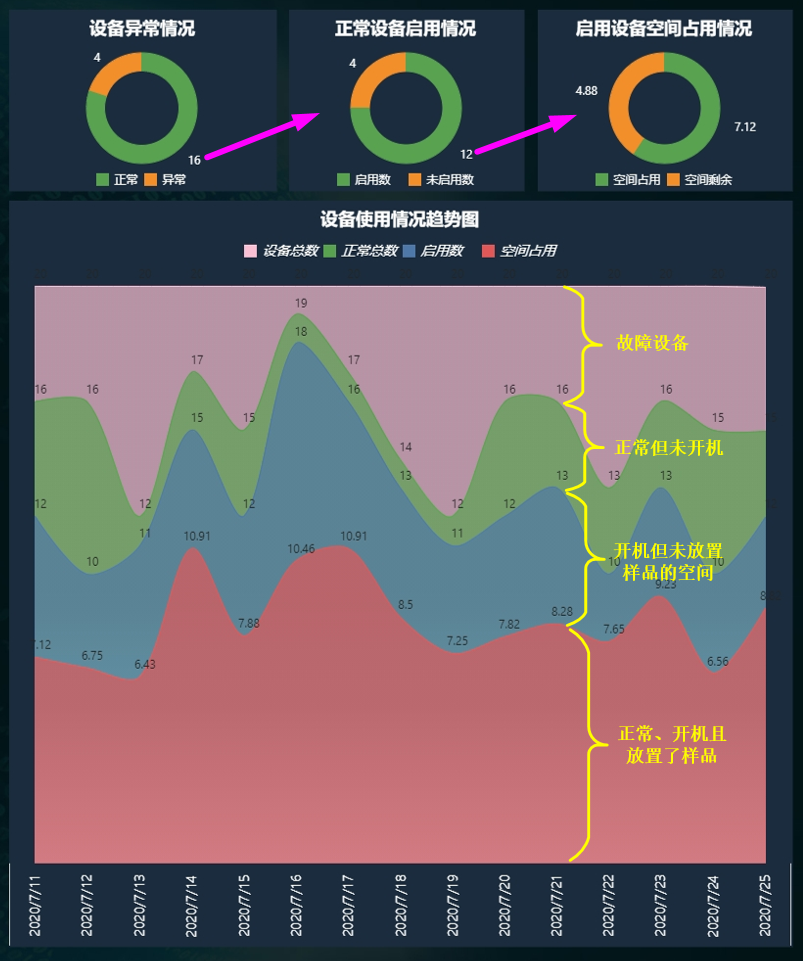 设备异常情况
4
16
正常 异常
正常设备启用情况
4
12
启用数 未启用数
启用设备空间占用情况
4.88
7.12
空间占用 空间剩余
设备使用情况趋势图
设备总数 正常总数 启用数 空间占用
19
18
17 17
16 16 16 16 16 16
15 15 15
14
13 13 13 13
12 12 12 12 12
11 11
10 10 10
10.91 10.46 10.91
9.23
8.5
8.28
7.88 7.82 7.65
7.25
6.75 6.43 6.56
故障设备
正常但未开机
开机但未放置
样品的空间
正常、开机且
放置了样品
2020/7/11
2020/7/12
2020/7/13
2020/7/14
2020/7/15
2020/7/16
2020/7/17
2020/7/18
2020/7/19
2020/7/20
2020/7/21
2020/7/22
2020/7/23
2020/7/24
2020/7/25